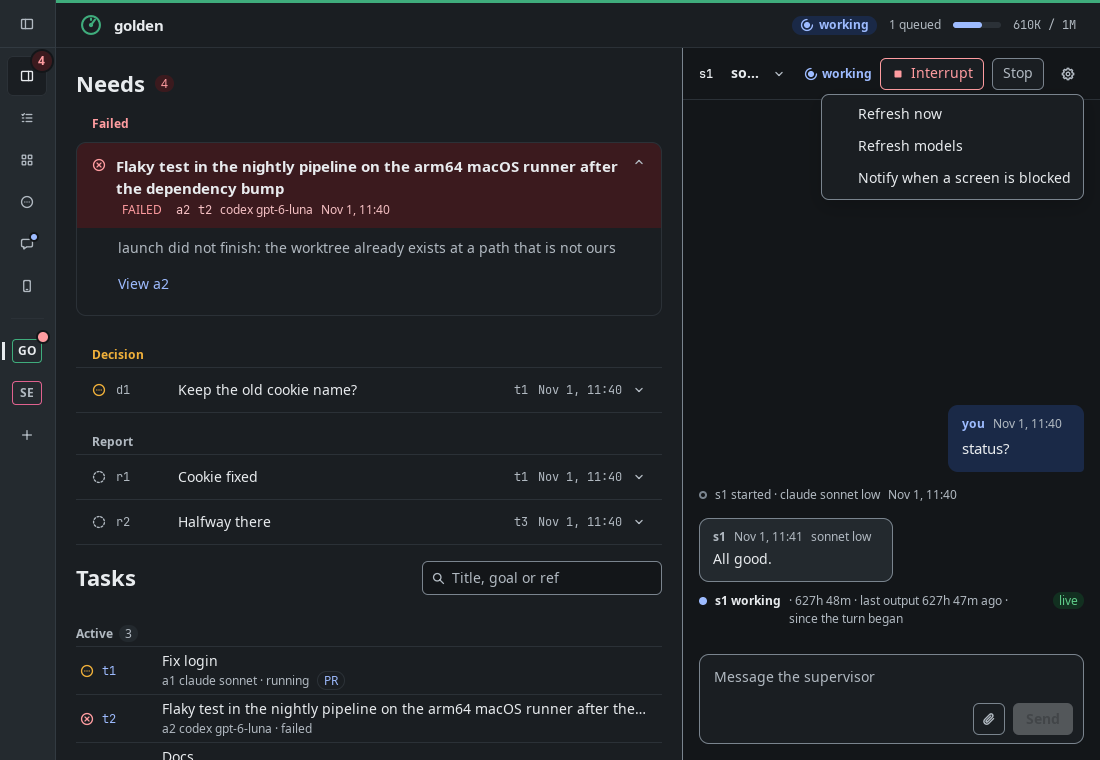 golden
working
1 queued
610K / 1M
4
GO
SE
Needs 4
Failed
Flaky test in the nightly pipeline on the arm64 macOS runner after
the dependency bump
FAILED a2 t2 codex gpt-6-luna Nov 1, 11:40
launch did not finish: the worktree already exists at a path that is not ours
View a2
Decision
d1 Keep the old cookie name? t1 Nov 1, 11:40
Report
r1 Cookie fixed t1 Nov 1, 11:40
r2 Halfway there t3 Nov 1, 11:40
Tasks
Title, goal or ref
Active 3
t1 Fix login
a1 claude sonnet · running PR
t2 Flaky test in the nightly pipeline on the arm64 macOS runner after the...
a2 codex gpt-6-luna · failed
Docs
s1 so... working Interrupt Stop
Refresh now
Refresh models
Notify when a screen is blocked
you Nov 1, 11:40
status?
s1 started · claude sonnet low Nov 1, 11:40
s1 Nov 1, 11:41 sonnet low
All good.
s1 working · 627h 48m · last output 627h 47m ago · live
since the turn began
Message the supervisor
Send